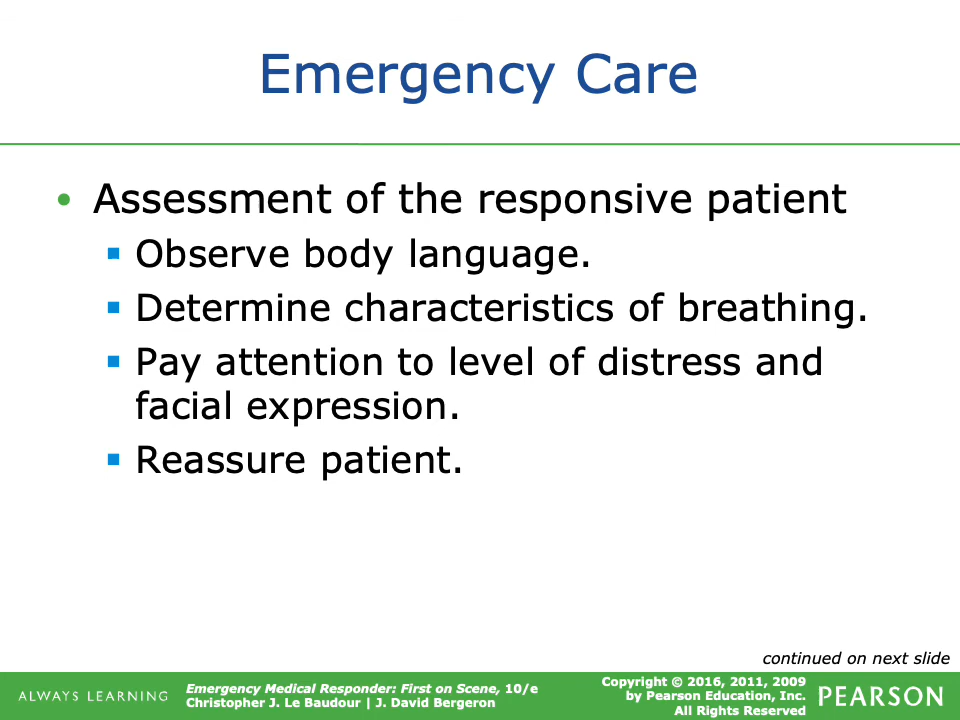 Emergency Care
• Assessment of the responsive patient
▪ Observe body language.
▪ Determine characteristics of breathing.
▪ Pay attention to level of distress and
facial expression.
▪ Reassure patient.
continued on next slide
ALWAYS LEARNING
Emergency Medical Responder: First on Scene, 10/e
Christopher J. Le Baudour | J. David Bergeron
Copyright © 2016, 2011, 2009
by Pearson Education, Inc.
All Rights Reserved
PEARSON